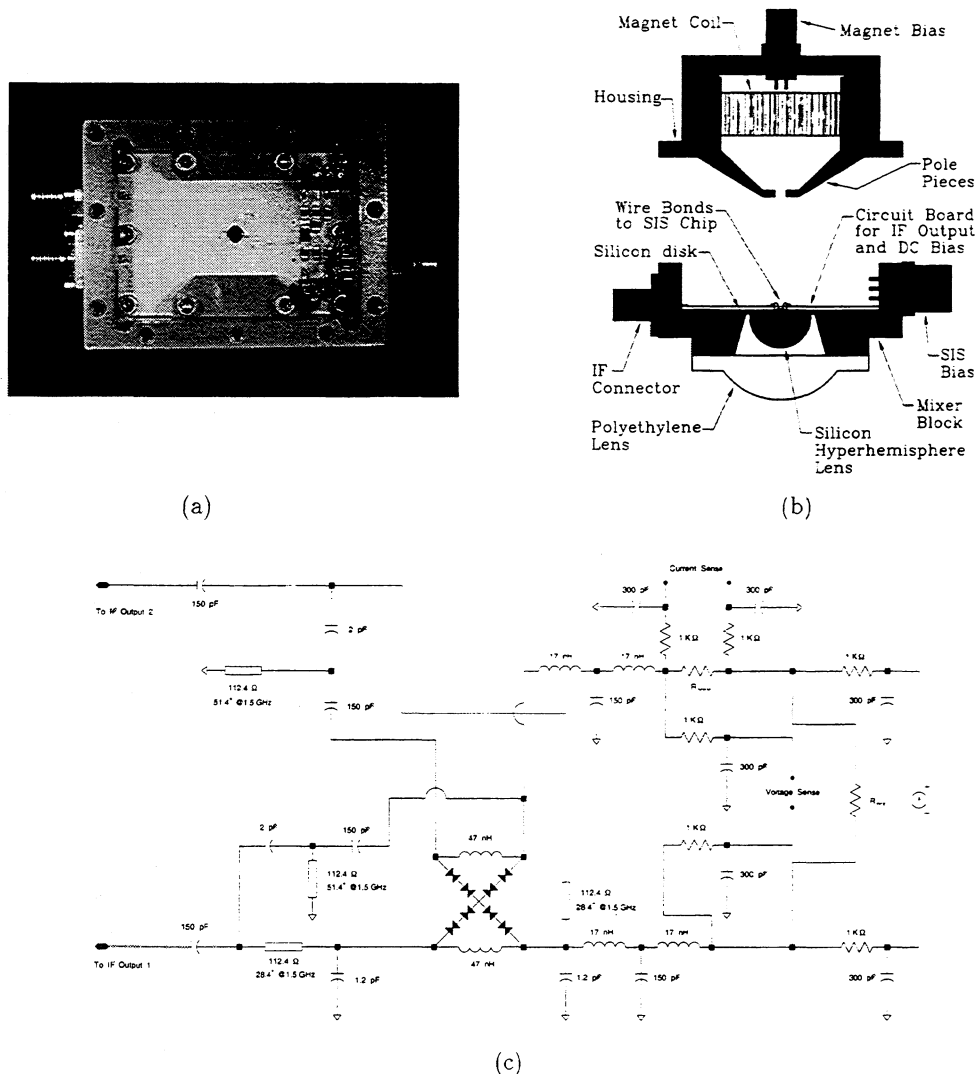 Magnet Coil
Magnet Bias
Housing
Pole
Pieces
Wire Bonds
to SIS Chip
Circuit Board
for IF Output
and DC Bias
Silicon disk
IF
Connector
SIS
Bias
Mixer
Block
Polyethylene
Lens
Silicon
Hyperhemisphere
Lens
(a)
(b)
To IF Output 2
150 pF
2 pF
112.4 Ω
51.4° @1.5 GHz
150 pF
Current Sense
300 pF
300 pF
1 KΩ
1 KΩ
17 nH
17 nH
1 KΩ
150 pF
300 pF
1 KΩ
300 pF
Voltage Sense
2 pF
150 pF
47 nH
1 KΩ
112.4 Ω
51.4° @1.5 GHz
112.4 Ω
28.4° @1.5 GHz
300 pF
150 pF
To IF Output 1
112.4 Ω
28.4° @1.5 GHz
1.2 pF
47 nH
17 nH
17 nH
1 KΩ
1.2 pF
150 pF
300 pF
(c)